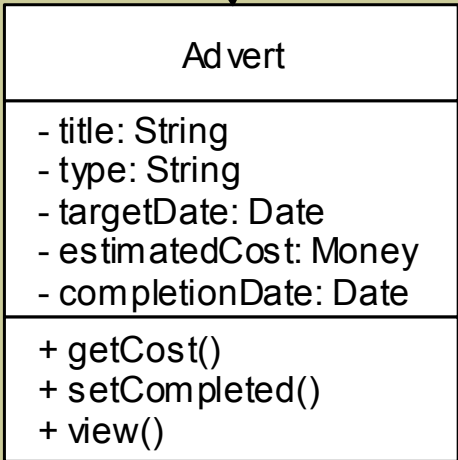 Advert
- title: String
- type: String
- targetDate: Date
- estimatedCost: Money
- completionDate: Date
+ getCost()
+ setCompleted()
+ view()